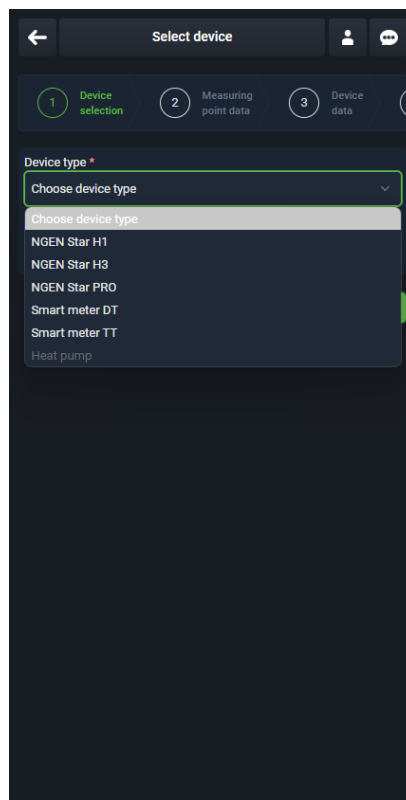 Select device
1
Device
selection
2
Measuring
point data
3
Device
data
Device type *
Choose device type
Choose device type
NGEN Star H1
NGEN Star H3
NGEN Star PRO
Smart meter DT
Smart meter TT
Heat pump